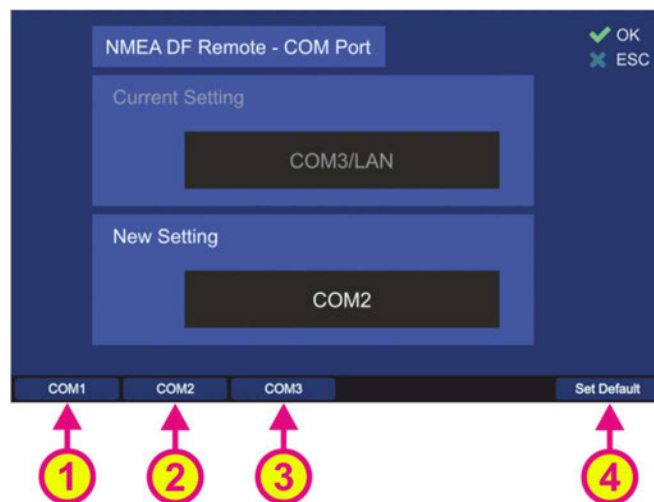 NMEA DF Remote - COM Port
OK
ESC
Current Setting
COM3/LAN
New Setting
COM2
COM1 COM2 COM3 Set Default
1 2 3 4